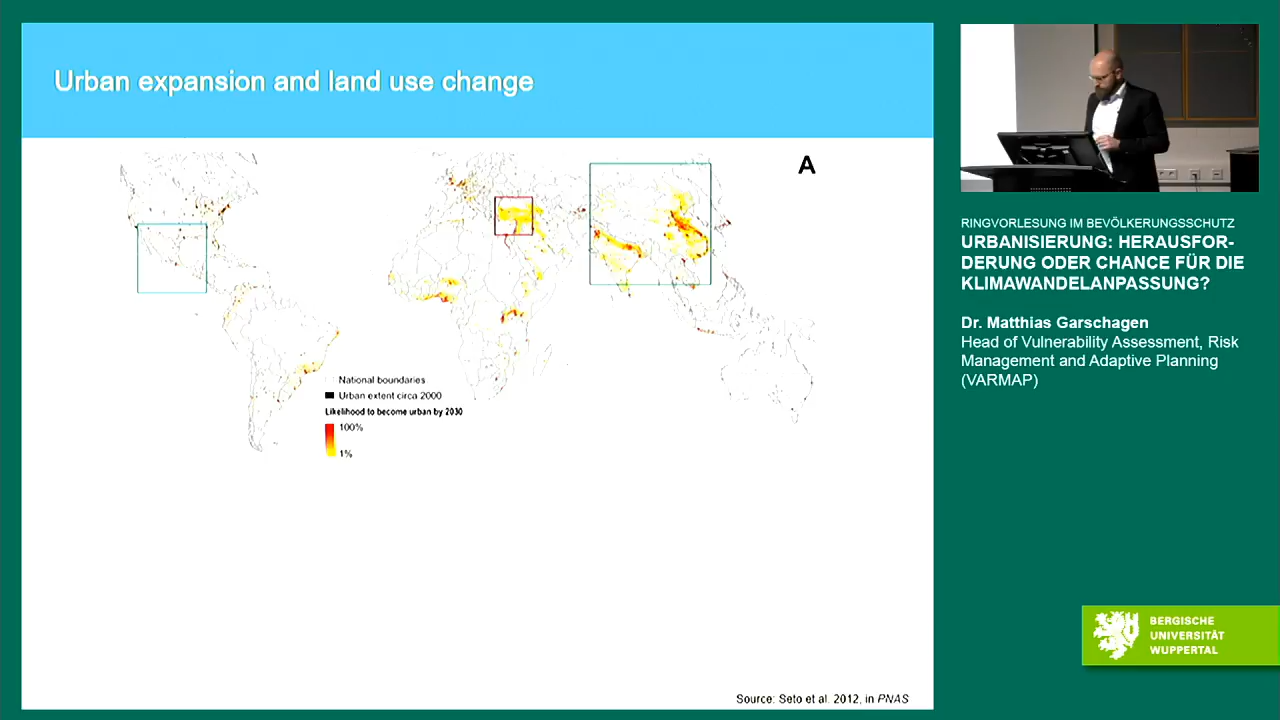 Urban expansion and land use change
A
National boundaries
Urban extent circa 2000
Likelihood to become urban by 2030
100%
1%
Source: Seto et al. 2012, in PNAS
RINGVORLESUNG IM BEVÖLKERUNGSSCHUTZ
URBANISIERUNG: HERAUSFOR-
DERUNG ODER CHANCE FÜR DIE
KLIMAWANDELANPASSUNG?
Dr. Matthias Garschagen
Head of Vulnerability Assessment, Risk
Management and Adaptive Planning
(VARMAP)
BERGISCHE
UNIVERSITÄT
WUPPERTAL